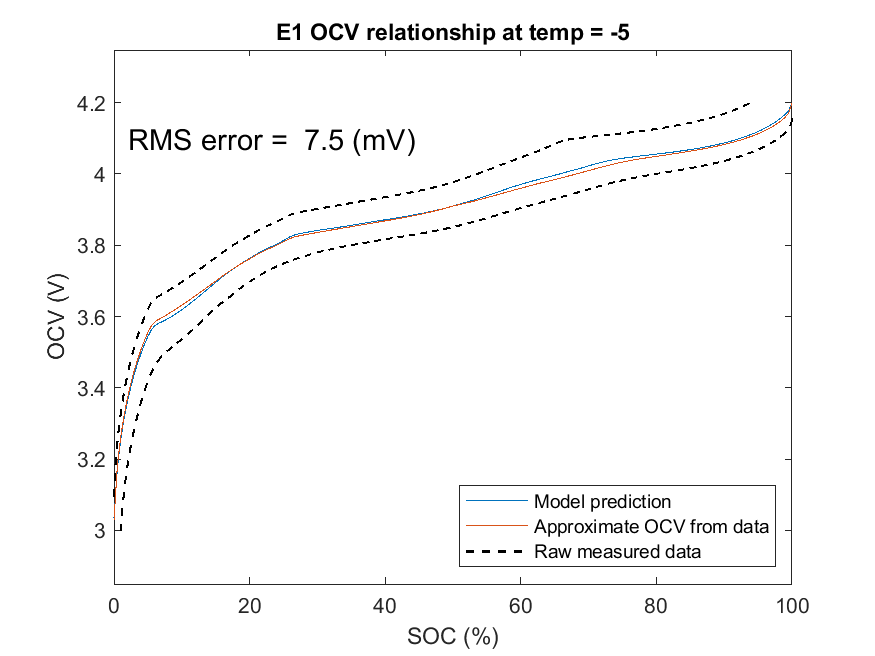 E1 OCV relationship at temp = -5
4.2
RMS error =  7.5 (mV)
4
3.8
3.6
OCV (V)
3.4
3.2
3
Model prediction
Approximate OCV from data
Raw measured data
0 20 40 60 80 100
SOC (%)